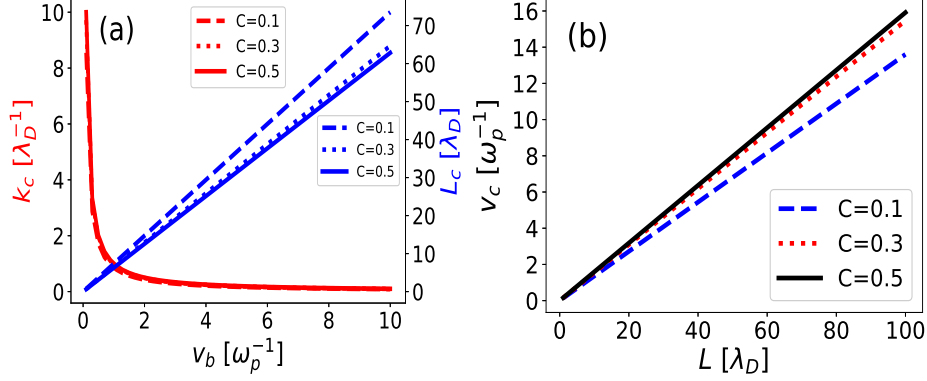 (a)
C=0.1
C=0.3
C=0.5
C=0.1
C=0.3
C=0.5
10
8
6
4
2
0
k_c [λ_D^{-1}]
70
60
50
40
30
20
10
0
L_c [λ_D]
0 2 4 6 8 10
v_b [ω_p^{-1}]
(b)
16
14
12
10
8
6
4
2
0
v_c [ω_p^{-1}]
C=0.1
C=0.3
C=0.5
0 20 40 60 80 100
L [λ_D]